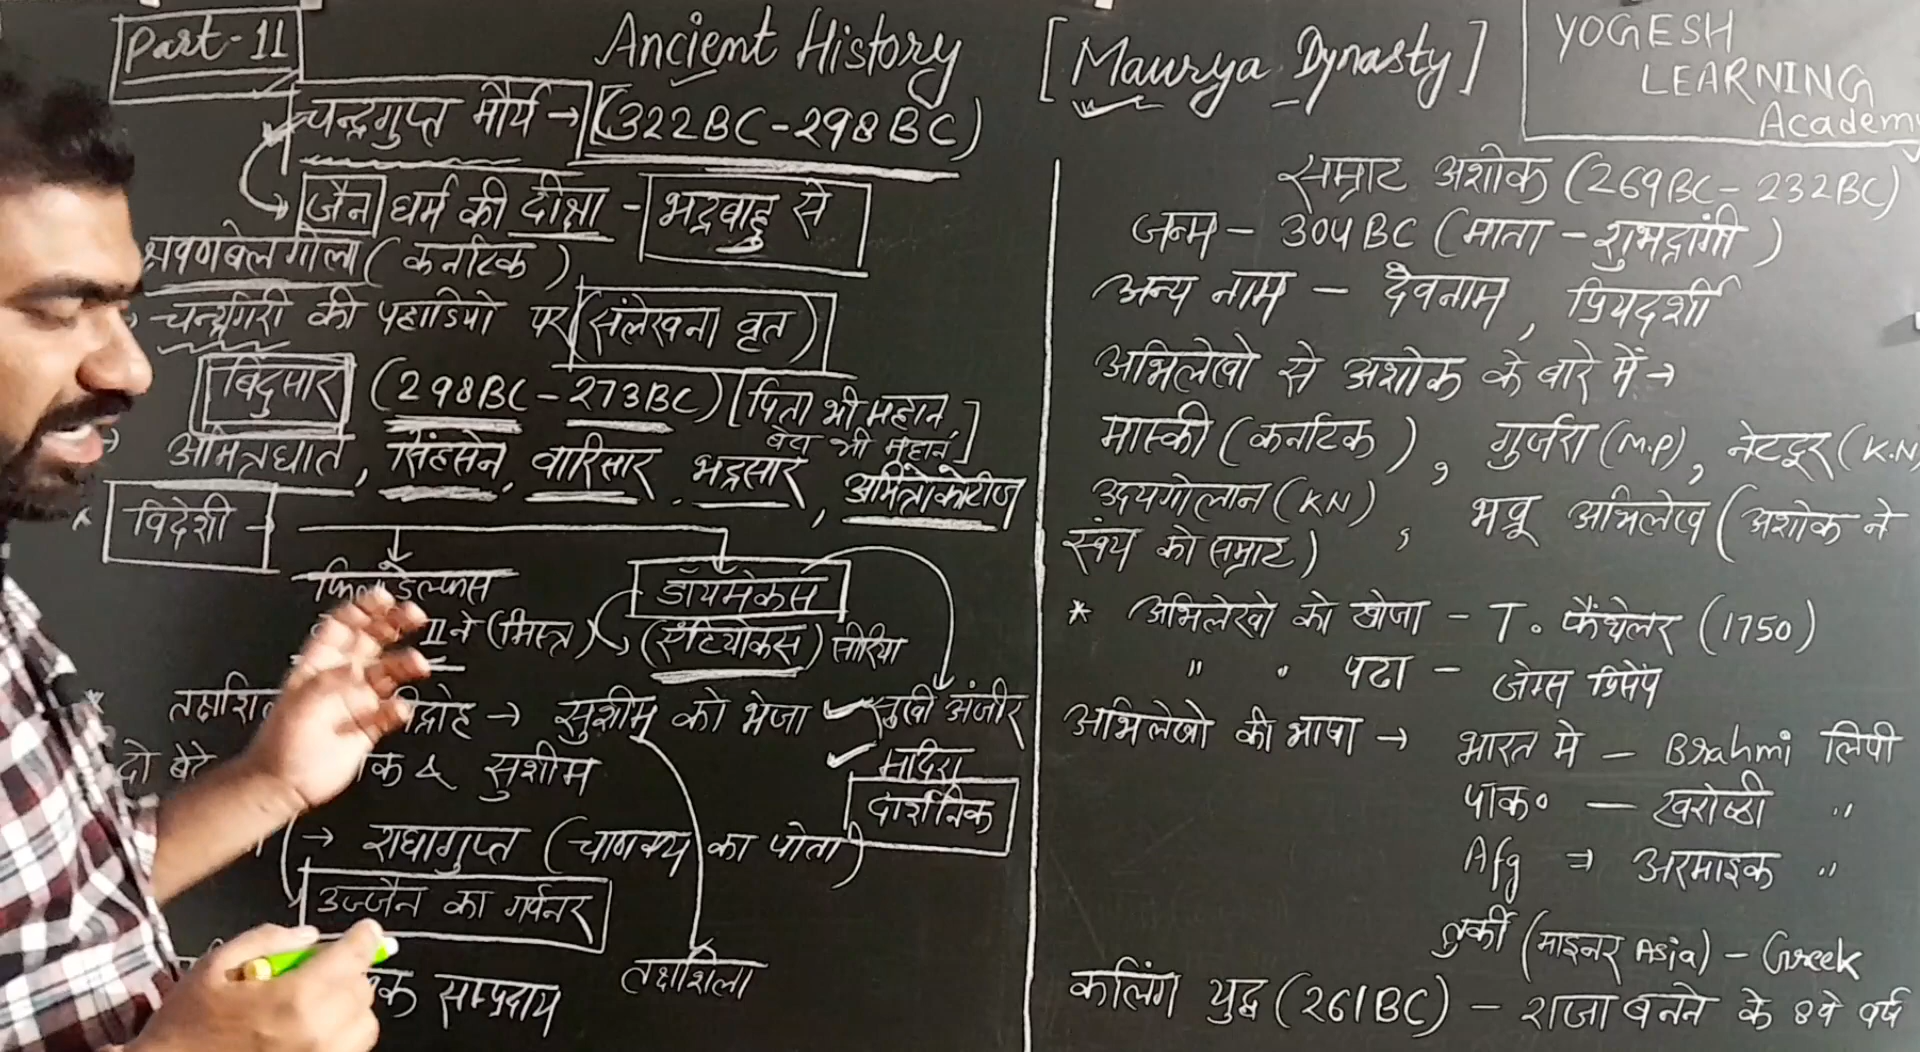 Part-11
Ancient History [Maurya Dynasty]
YOGESH
LEARNING
Academy
चन्द्रगुप्त मौर्य → (322BC-298BC)
जैन धर्म की दीक्षा - भद्रबाहु से
श्रवणबेलगोला (कर्नाटक)
चन्द्रगिरी की पहाडियो पर (संलेखना वृत)
बिंदुसार (298BC-273BC) [पिता भी महान,
बेटा भी महान]
अमित्रघात, सिंहसेन, वारिसार, भद्रसार, अमित्रोकोटीज
* विदेशी →
डॉयमेकस
II ने (मिस्त्र) (सेंटियोकस) सीरिया
* विद्रोह → सुशीम को भेजा सुखी अंजीर
दो बेटे क & सुशीम मदिरा
दार्शनिक
→ राधागुप्त (चाणक्य का पोता)
उज्जैन का गर्वनर
तक्षशिला
क सम्प्रदाय
सम्राट अशोक (269BC-232BC)
जन्म - 304BC (माता - शुभद्रांगी)
अन्य नाम - देवनाम, प्रियदर्शी
अभिलेखो से अशोक के बारे में →
मास्की (कर्नाटक), गुर्जरा (M.P), नेटटूर (K.N
उदयगोलान (KN), भब्रू अभिलेख (अशोक ने
स्वंय को सम्राट)
* अभिलेखो को खोजा - T. फैंथेलर (1750)
" " पढा - जेम्स प्रिंसेप
अभिलेखो की भाषा → भारत मे - Brahmi लिपी
पाक० - खरोष्ठी "
Afg ⇒ अरमाइक "
तुर्की (माइनर Asia) - Greek
कलिंग युद्ध (261BC) - राजा बनने के 8वे वर्ष